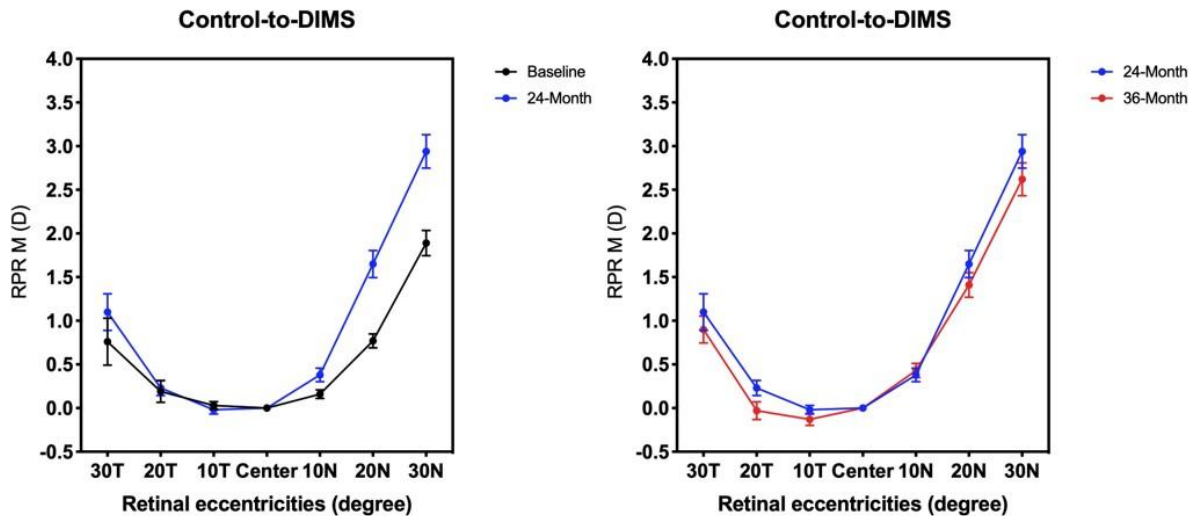 Control-to-DIMS
4.0
3.5
3.0
2.5
2.0
1.5
1.0
0.5
0.0
-0.5
RPR M (D)
30T 20T 10T Center 10N 20N 30N
Retinal eccentricities (degree)
Baseline
24-Month
Control-to-DIMS
4.0
3.5
3.0
2.5
2.0
1.5
1.0
0.5
0.0
-0.5
RPR M (D)
30T 20T 10T Center 10N 20N 30N
Retinal eccentricities (degree)
24-Month
36-Month